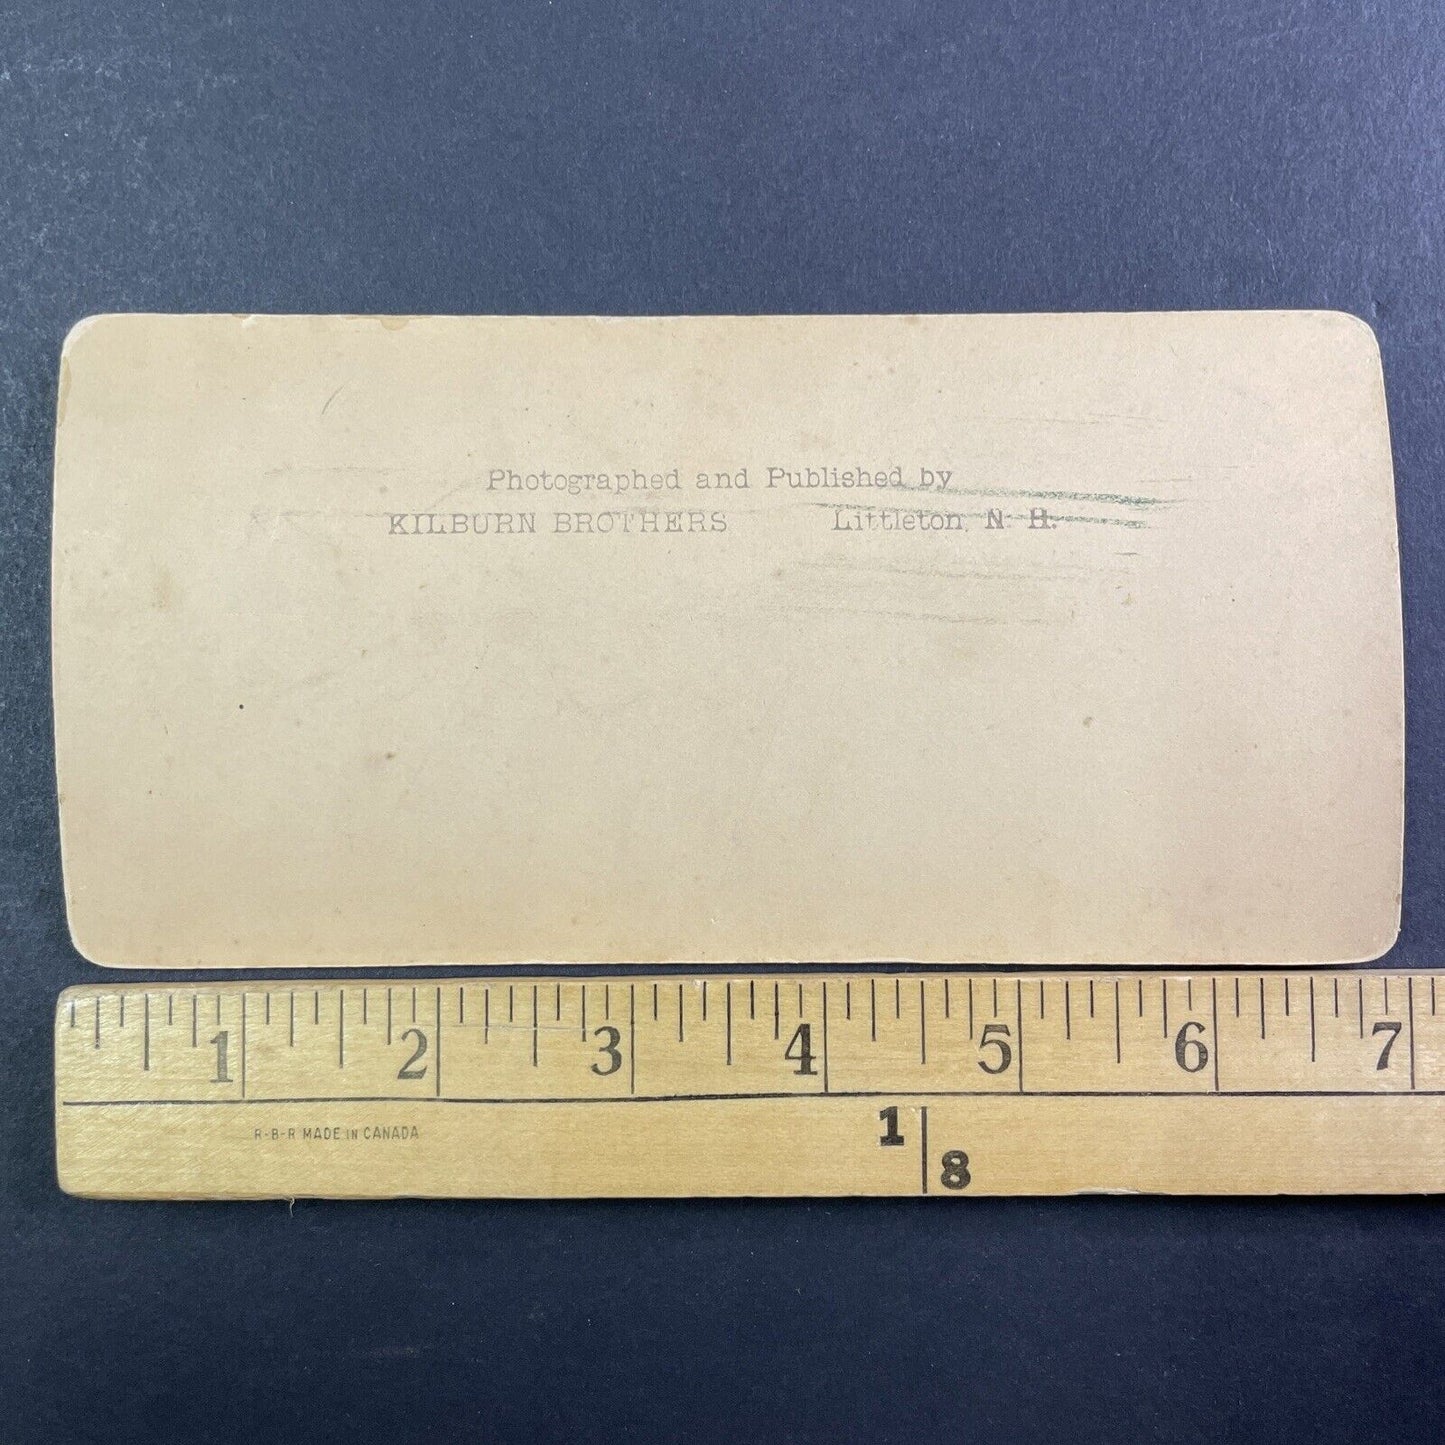 Photographed and Published by
KILBURN BROTHERS Littleton, N. H.
1 2 3 4 5 6 7
R-B-R MADE IN CANADA
1
8